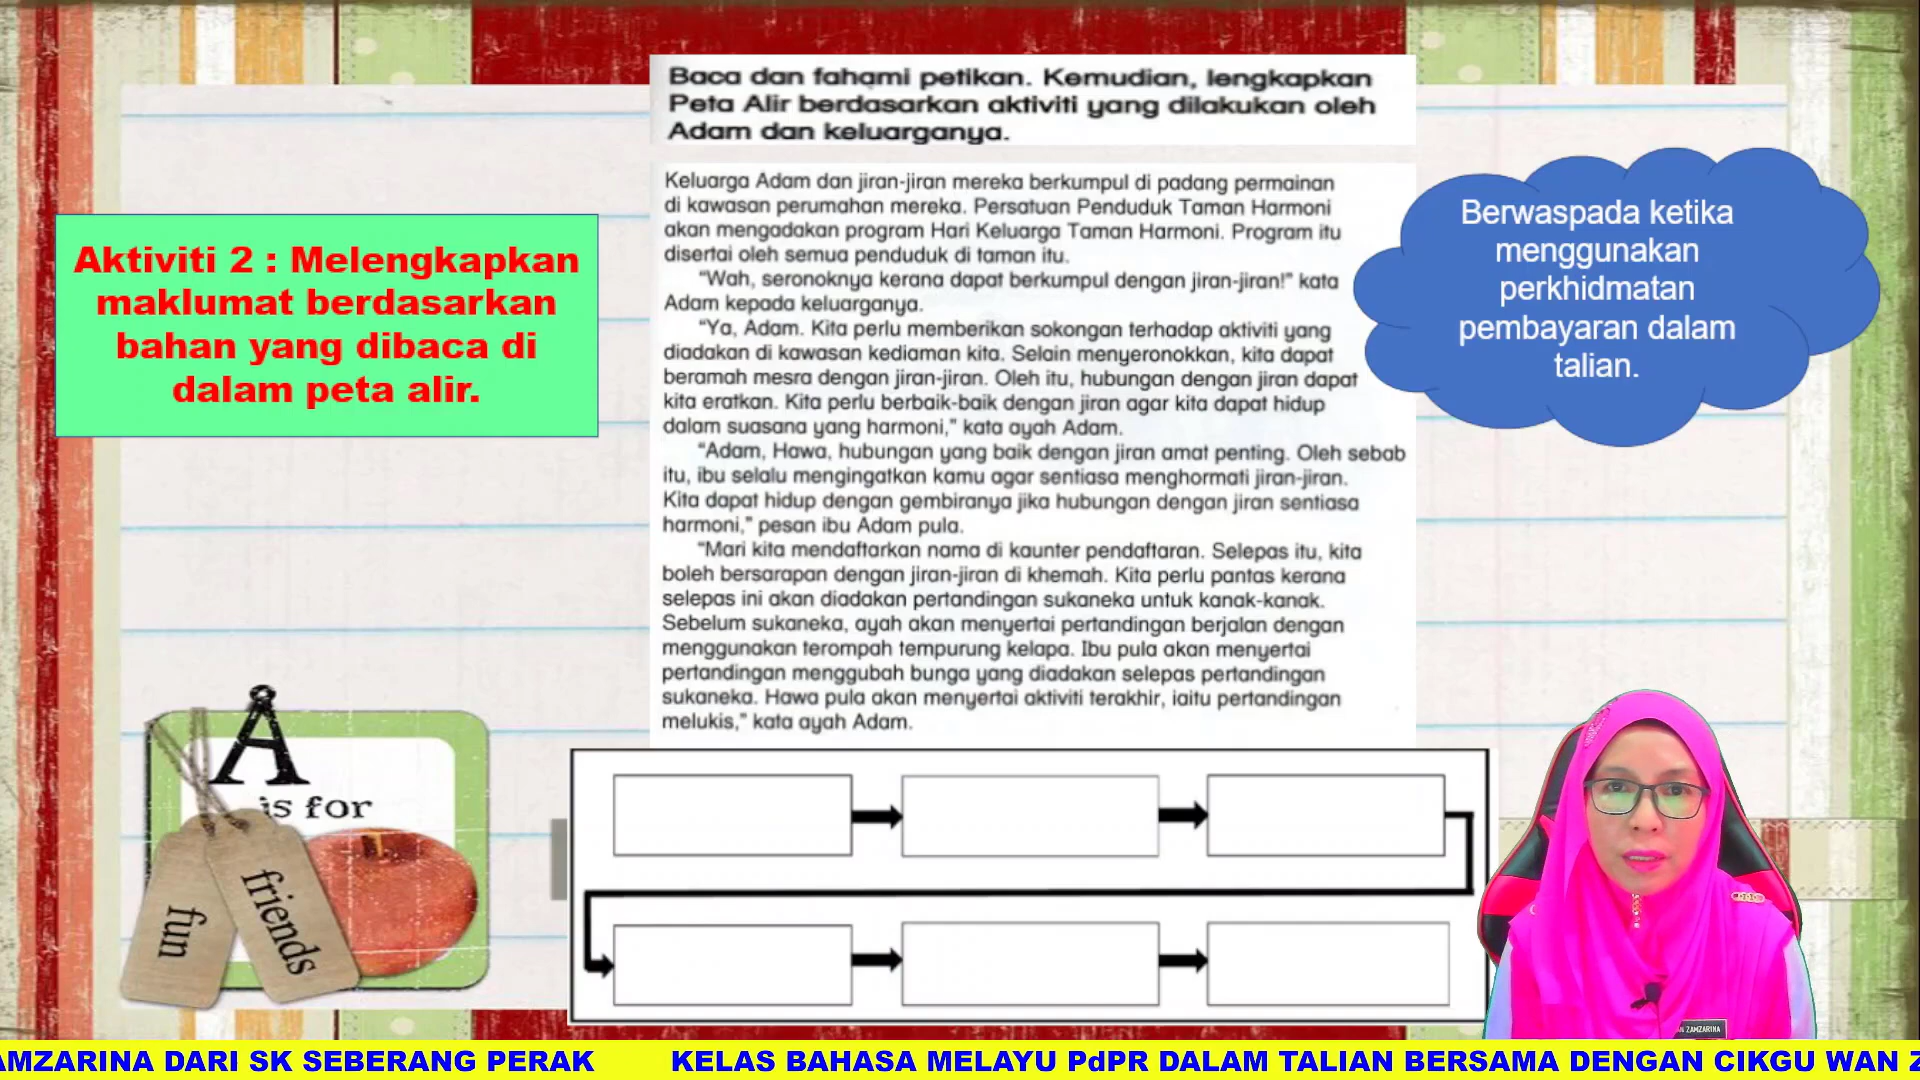 Baca dan fahami petikan. Kemudian, lengkapkan
Peta Alir berdasarkan aktiviti yang dilakukan oleh
Adam dan keluarganya.
Aktiviti 2 : Melengkapkan
maklumat berdasarkan
bahan yang dibaca di
dalam peta alir.
Keluarga Adam dan jiran-jiran mereka berkumpul di padang permainan
di kawasan perumahan mereka. Persatuan Penduduk Taman Harmoni
akan mengadakan program Hari Keluarga Taman Harmoni. Program itu
disertai oleh semua penduduk di taman itu.
“Wah, seronoknya kerana dapat berkumpul dengan jiran-jiran!” kata
Adam kepada keluarganya.
“Ya, Adam. Kita perlu memberikan sokongan terhadap aktiviti yang
diadakan di kawasan kediaman kita. Selain menyeronokkan, kita dapat
beramah mesra dengan jiran-jiran. Oleh itu, hubungan dengan jiran dapat
kita eratkan. Kita perlu berbaik-baik dengan jiran agar kita dapat hidup
dalam suasana yang harmoni,” kata ayah Adam.
“Adam, Hawa, hubungan yang baik dengan jiran amat penting. Oleh sebab
itu, ibu selalu mengingatkan kamu agar sentiasa menghormati jiran-jiran.
Kita dapat hidup dengan gembiranya jika hubungan dengan jiran sentiasa
harmoni,” pesan ibu Adam pula.
“Mari kita mendaftarkan nama di kaunter pendaftaran. Selepas itu, kita
boleh bersarapan dengan jiran-jiran di khemah. Kita perlu pantas kerana
selepas ini akan diadakan pertandingan sukaneka untuk kanak-kanak.
Sebelum sukaneka, ayah akan menyertai pertandingan berjalan dengan
menggunakan terompah tempurung kelapa. Ibu pula akan menyertai
pertandingan menggubah bunga yang diadakan selepas pertandingan
sukaneka. Hawa pula akan menyertai aktiviti terakhir, iaitu pertandingan
melukis,” kata ayah Adam.
Berwaspada ketika
menggunakan
perkhidmatan
pembayaran dalam
talian.
A
is for
friends
fun
AN ZAMZARINA
AMZARINA DARI SK SEBERANG PERAK KELAS BAHASA MELAYU PdPR DALAM TALIAN BERSAMA DENGAN CIKGU WAN Z